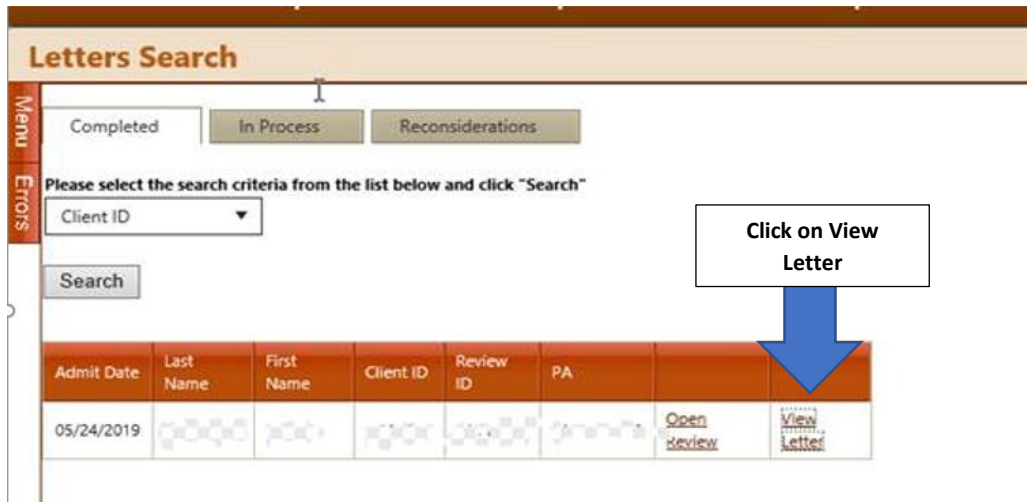 Letters Search
Menu
Errors
Completed
In Process
Reconsiderations
Please select the search criteria from the list below and click "Search"
Client ID
Click on View
Letter
Search
Admit Date
Last
Name
First
Name
Client ID
Review
ID
PA
05/24/2019
Open
Review
View
Letter